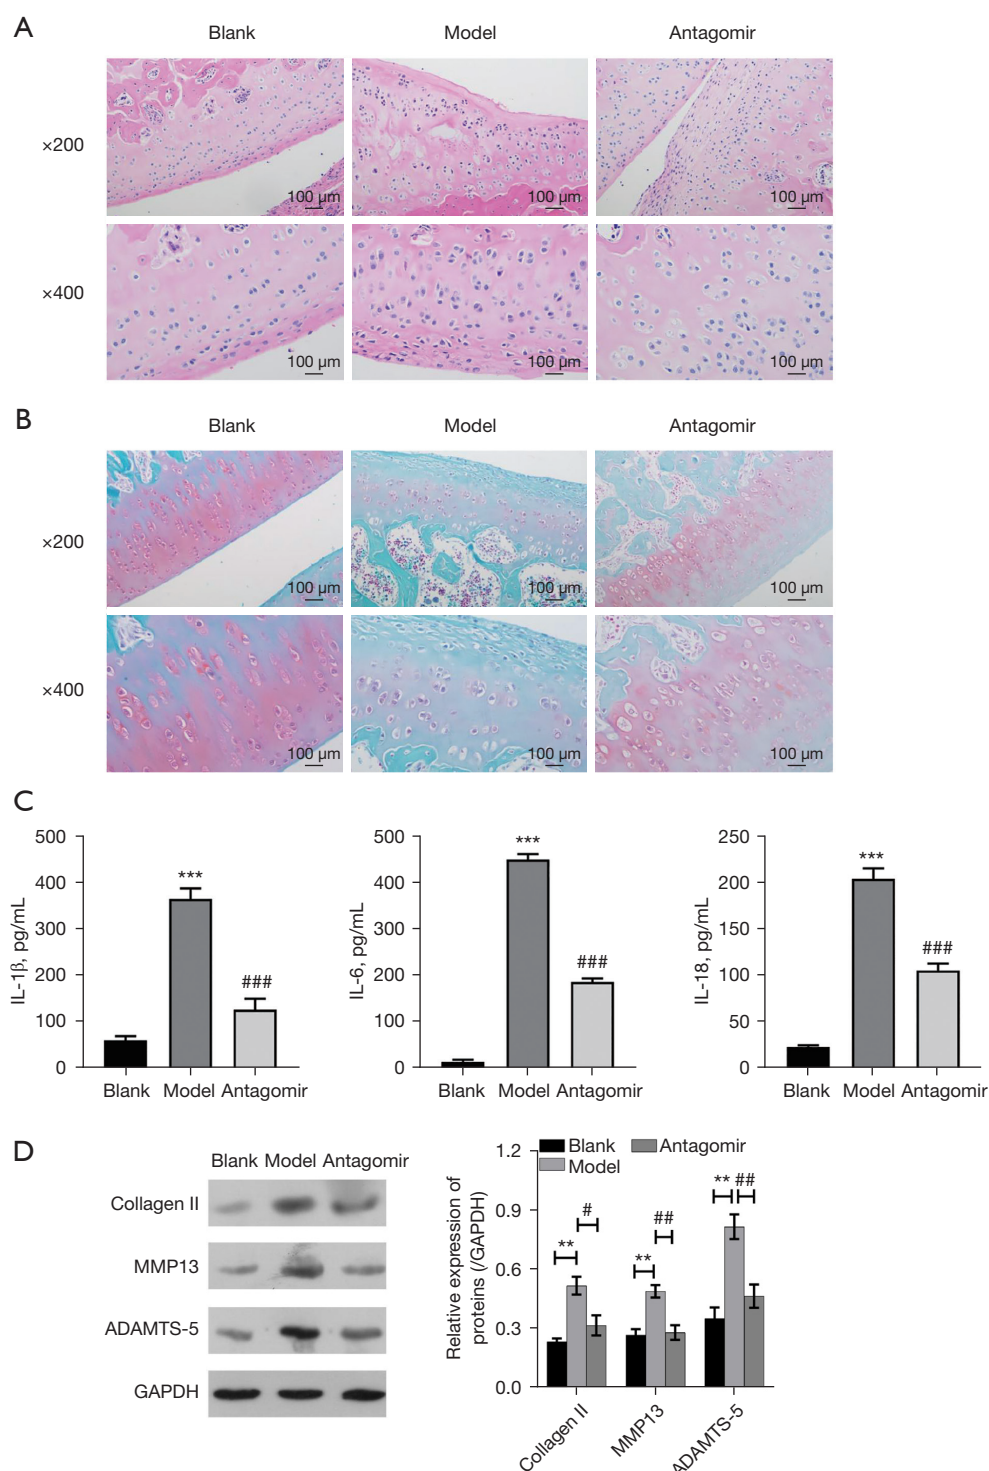 A
Blank Model Antagomir
×200
100 µm 100 µm 100 µm
×400
100 µm 100 µm 100 µm
B
Blank Model Antagomir
×200
100 µm 100 µm 100 µm
×400
100 µm 100 µm 100 µm
C
IL-1β, pg/mL
500
400
300
200
100
0
***
###
Blank Model Antagomir
IL-6, pg/mL
500
400
300
200
100
0
***
###
Blank Model Antagomir
IL-18, pg/mL
250
200
150
100
50
0
***
###
Blank Model Antagomir
D
Blank Model Antagomir
Collagen II
MMP13
ADAMTS-5
GAPDH
Relative expression of
proteins (/GAPDH)
1.2
0.9
0.6
0.3
0.0
Blank Antagomir
Model
** #
** ##
** ##
Collagen II
MMP13
ADAMTS-5